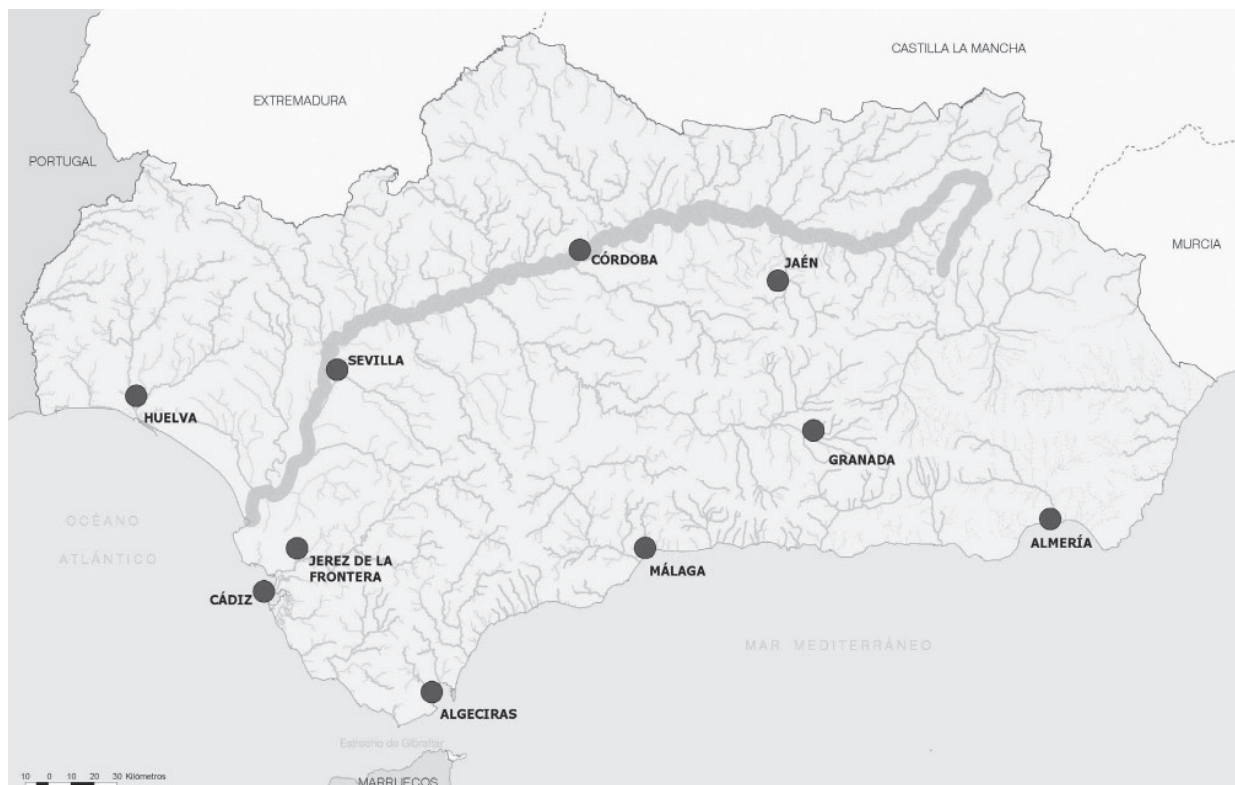 CASTILLA LA MANCHA
EXTREMADURA
PORTUGAL
MURCIA
CÓRDOBA
JAÉN
SEVILLA
HUELVA
GRANADA
OCÉANO
ATLÁNTICO
ALMERÍA
JEREZ DE LA
FRONTERA
MÁLAGA
CÁDIZ
MAR MEDITERRÁNEO
ALGECIRAS
Estrecho de Gibraltar
10 0 10 20 30 Kilómetros
MARRUECOS